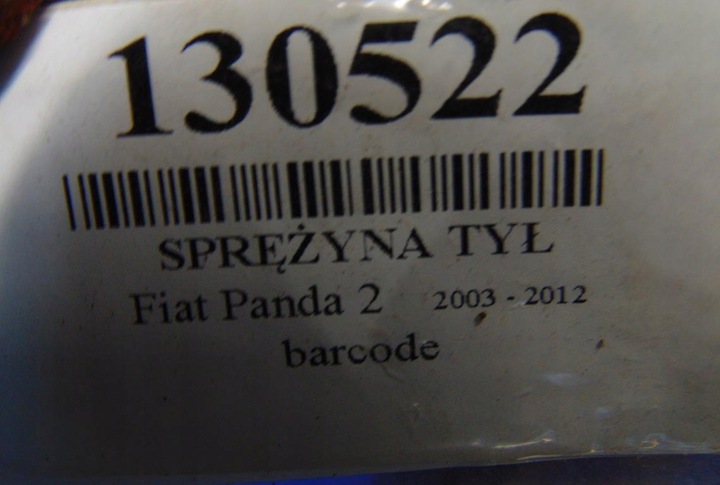 130522
SPRĘŻYNA TYŁ
Fiat Panda 2 2003 - 2012
barcode